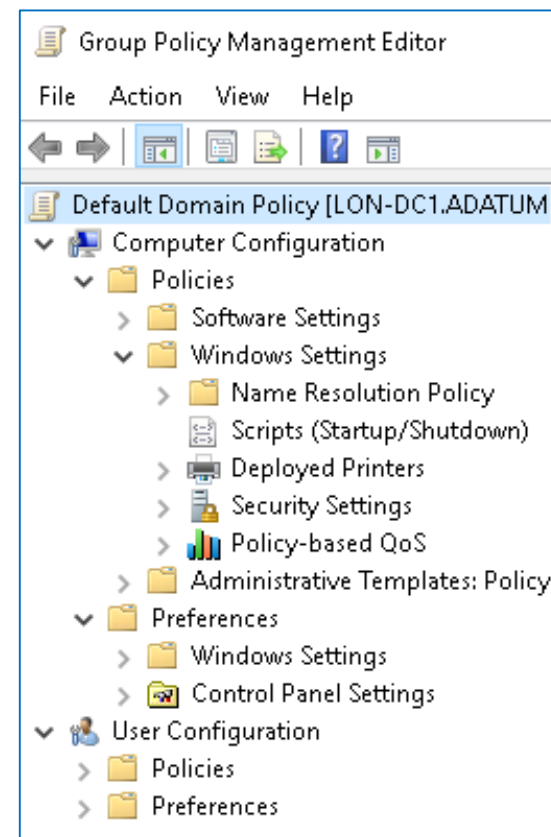 Group Policy Management Editor
File Action View Help
Default Domain Policy [LON-DC1.ADATUM
Computer Configuration
Policies
Software Settings
Windows Settings
Name Resolution Policy
Scripts (Startup/Shutdown)
Deployed Printers
Security Settings
Policy-based QoS
Administrative Templates: Policy
Preferences
Windows Settings
Control Panel Settings
User Configuration
Policies
Preferences